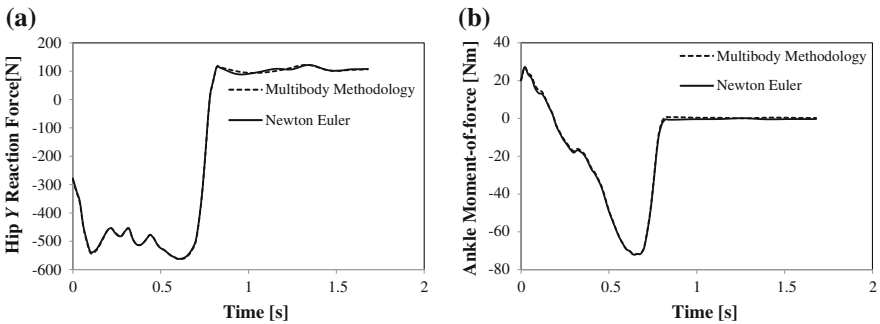 (a)
Hip Y Reaction Force[N]
200
100
0
-100
-200
-300
-400
-500
-600
0
0.5
1
1.5
2
Time [s]
Multibody Methodology
Newton Euler
(b)
Ankle Moment-of-force [Nm]
40
20
0
-20
-40
-60
-80
0
0.5
1
1.5
2
Time [s]
Multibody Methodology
Newton Euler